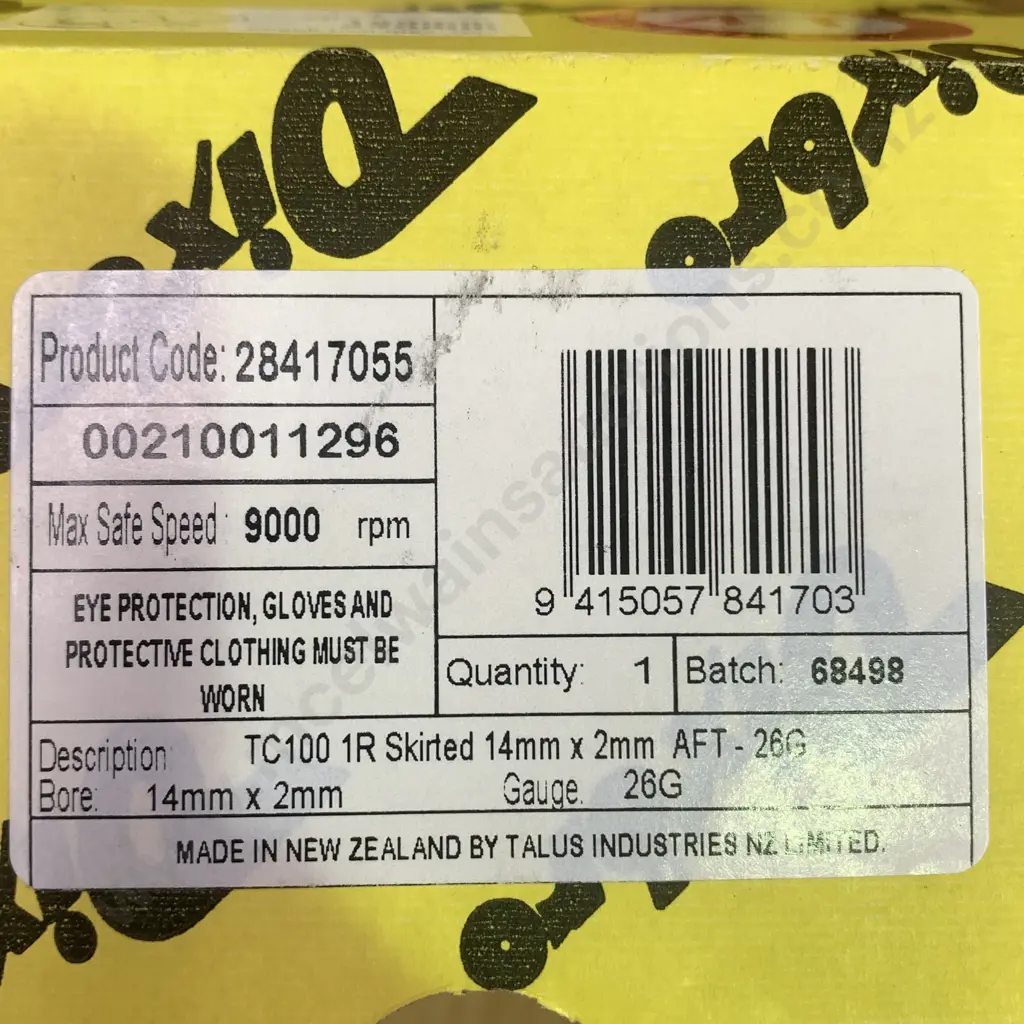 Dix
Product Code: 28417055
00210011296
Max Safe Speed : 9000 rpm
EYE PROTECTION, GLOVES AND
PROTECTIVE CLOTHING MUST BE
WORN
9 415057 841703
Quantity: 1
Batch: 68498
Description: TC100 1R Skirted 14mm x 2mm AFT - 26G
Bore: 14mm x 2mm Gauge: 26G
MADE IN NEW ZEALAND BY TALUS INDUSTRIES NZ LIMITED.